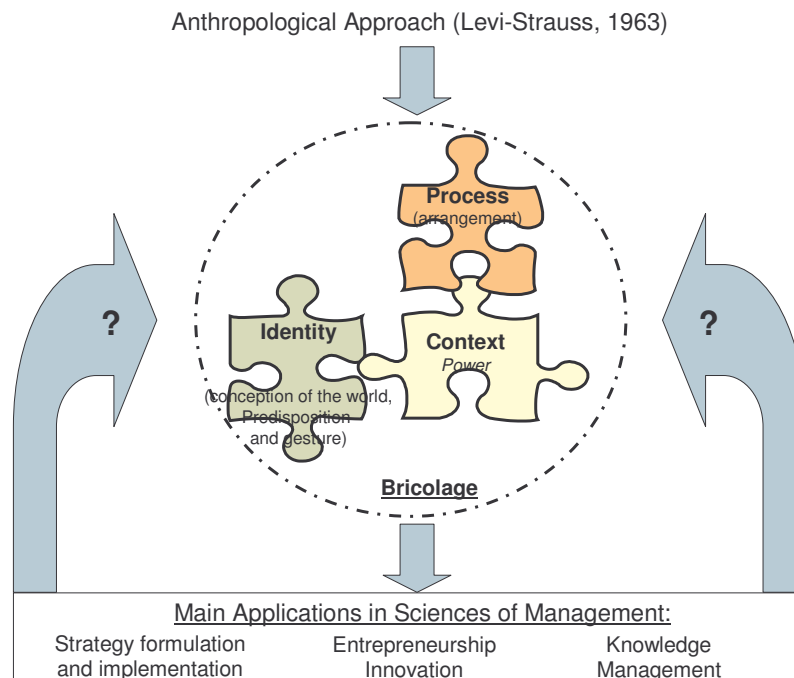 Anthropological Approach (Levi-Strauss, 1963)
Process
(arrangement)
?
?
Identity
(conception of the world,
Predisposition
and gesture)
Context
Power
Bricolage
Main Applications in Sciences of Management:
Strategy formulation
and implementation
Entrepreneurship
Innovation
Knowledge
Management